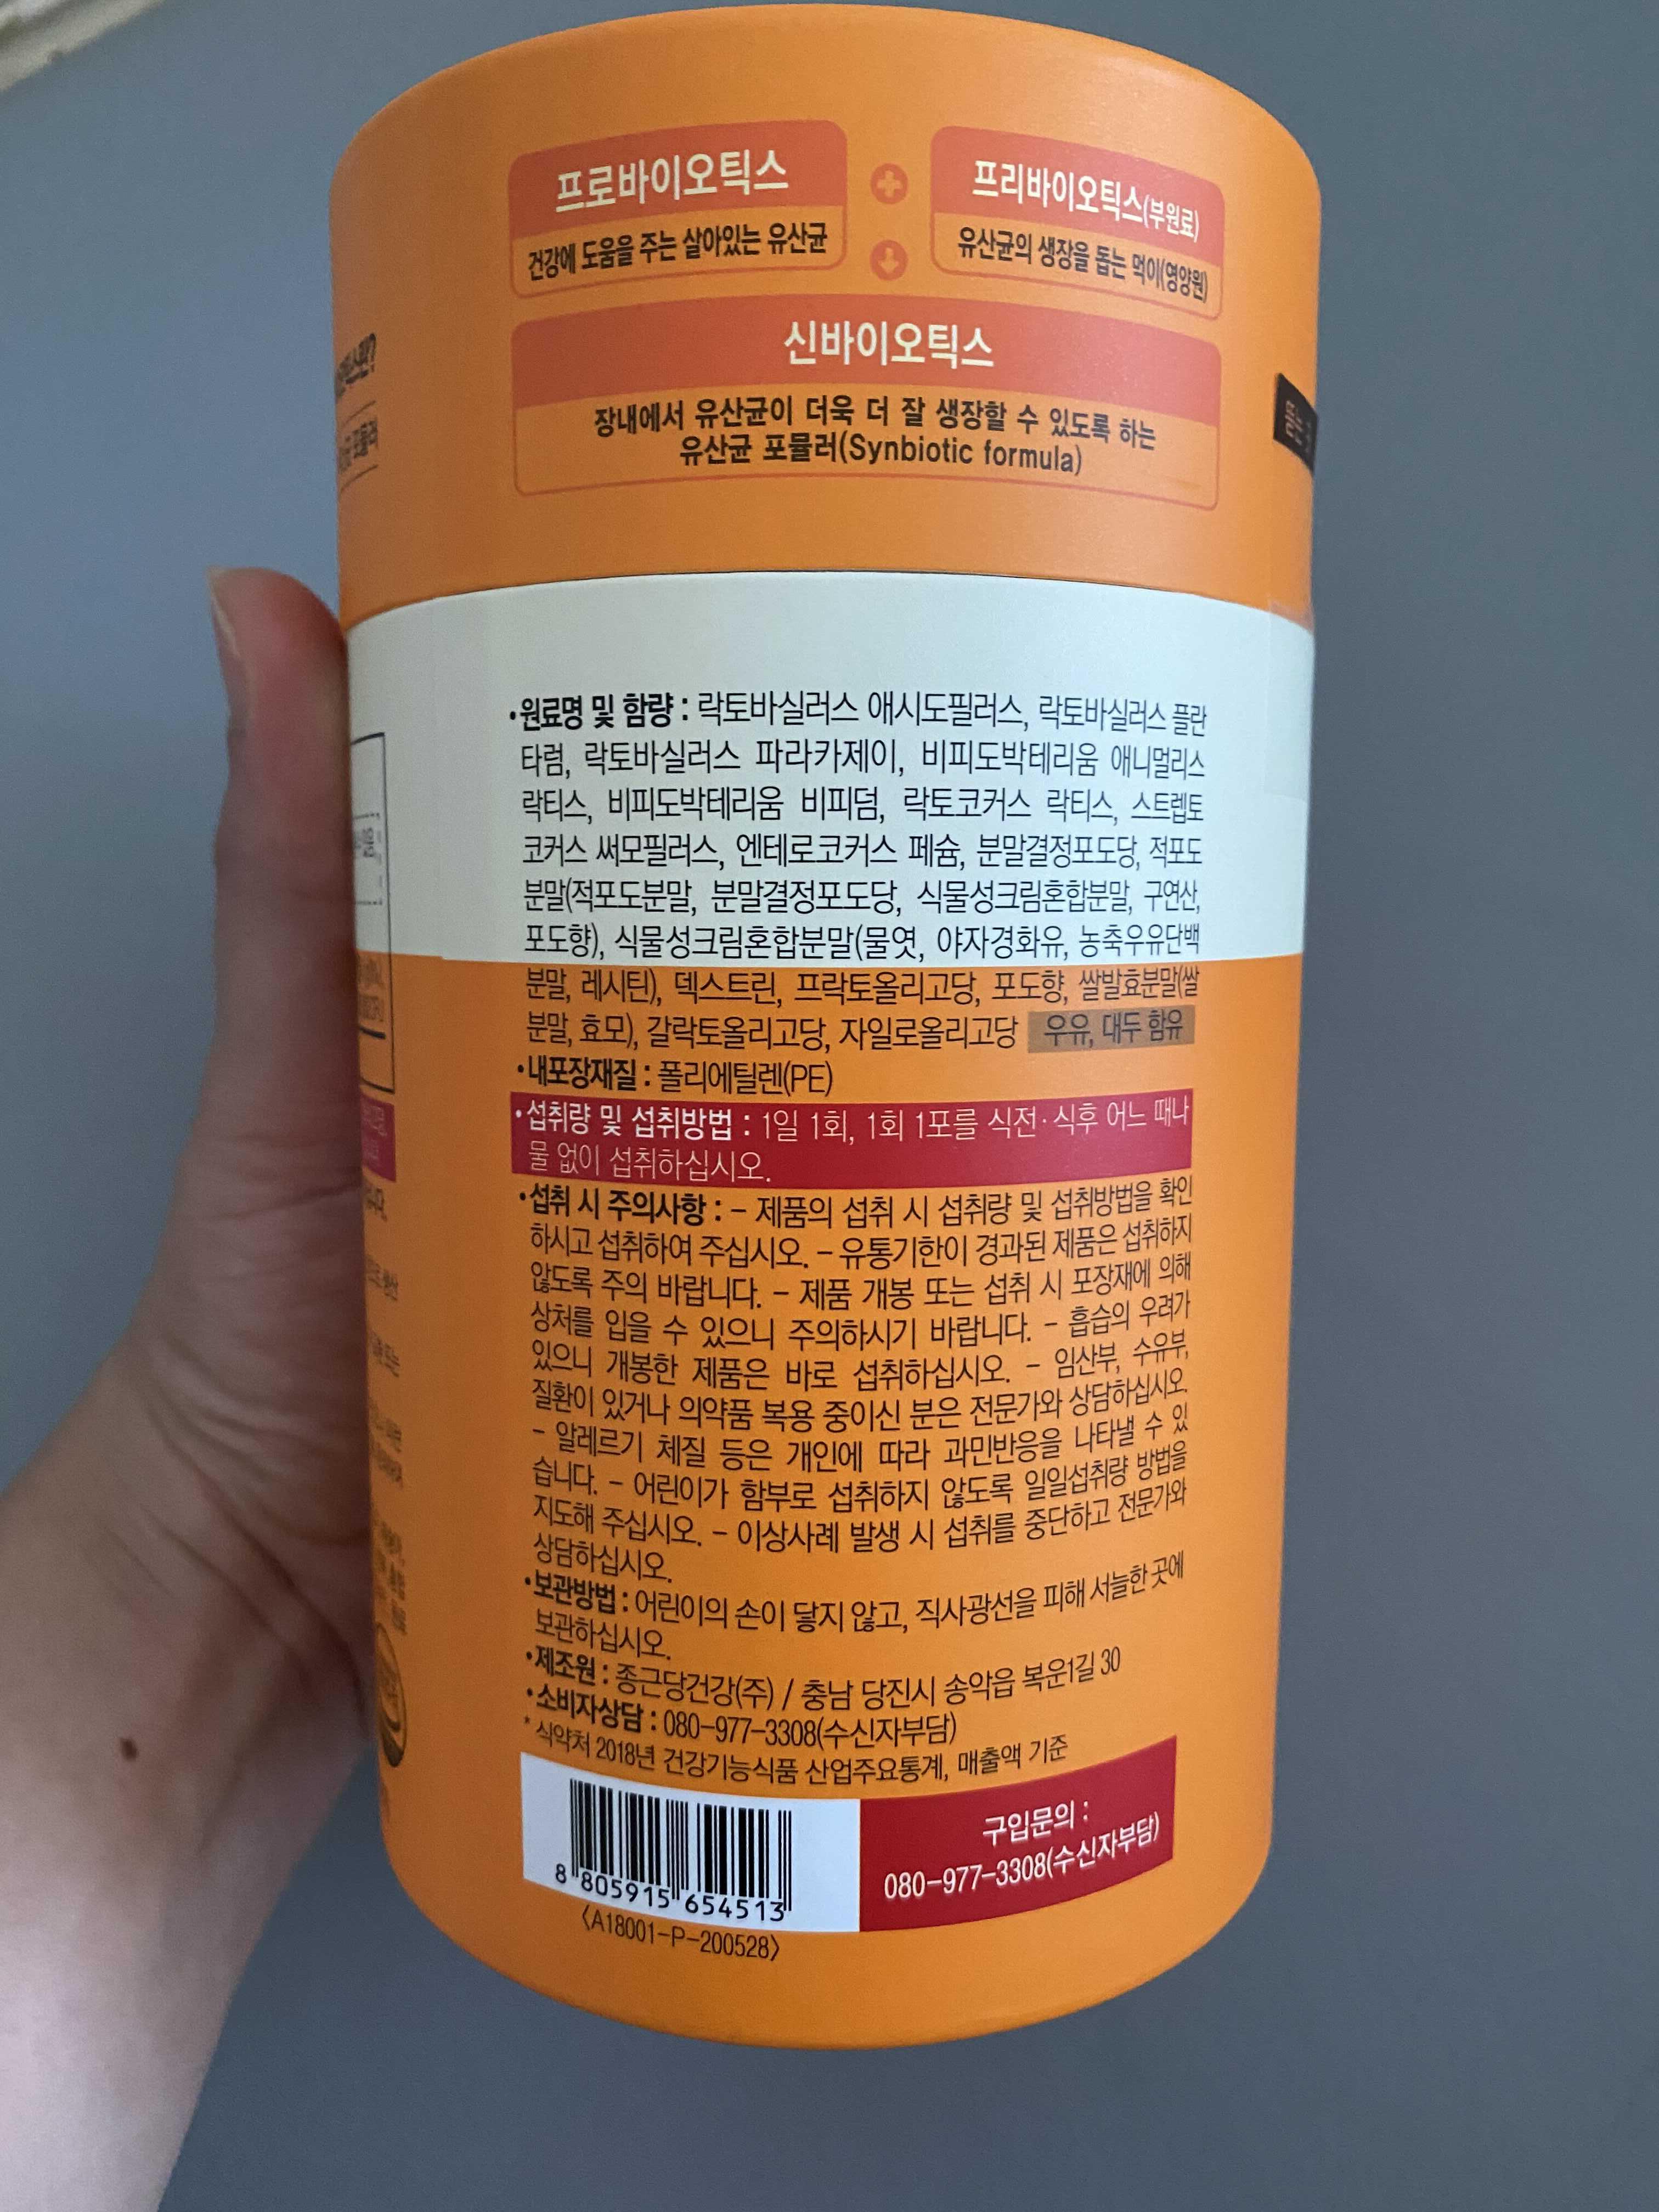 프로바이오틱스
건강에 도움을 주는 살아있는 유산균
프리바이오틱스(부원료)
유산균의 생장을 돕는 먹이(영양원)
신바이오틱스
장내에서 유산균이 더욱 더 잘 생장할 수 있도록 하는
유산균 포뮬러(Synbiotic formula)
•원료명 및 함량 : 락토바실러스 애시도필러스, 락토바실러스 플란
타럼, 락토바실러스 파라카제이, 비피도박테리움 애니멀리스
락티스, 비피도박테리움 비피덤, 락토코커스 락티스, 스트렙토
코커스 써모필러스, 엔테로코커스 페슘, 분말결정포도당, 적포도
분말(적포도분말, 분말결정포도당, 식물성크림혼합분말, 구연산,
포도향), 식물성크림혼합분말(물엿, 야자경화유, 농축우유단백
분말, 레시틴), 덱스트린, 프락토올리고당, 포도향, 쌀발효분말(쌀
분말, 효모), 갈락토올리고당, 자일로올리고당 우유, 대두 함유
•내포장재질 : 폴리에틸렌(PE)
•섭취량 및 섭취방법 : 1일 1회, 1회 1포를 식전·식후 어느 때나
물 없이 섭취하십시오.
•섭취 시 주의사항 : - 제품의 섭취 시 섭취량 및 섭취방법을 확인
하시고 섭취하여 주십시오. - 유통기한이 경과된 제품은 섭취하지
않도록 주의 바랍니다. - 제품 개봉 또는 섭취 시 포장재에 의해
상처를 입을 수 있으니 주의하시기 바랍니다. - 흡습의 우려가
있으니 개봉한 제품은 바로 섭취하십시오. - 임산부, 수유부,
질환이 있거나 의약품 복용 중이신 분은 전문가와 상담하십시오.
- 알레르기 체질 등은 개인에 따라 과민반응을 나타낼 수 있
습니다. - 어린이가 함부로 섭취하지 않도록 일일섭취량 방법을
지도해 주십시오. - 이상사례 발생 시 섭취를 중단하고 전문가와
상담하십시오.
•보관방법 : 어린이의 손이 닿지 않고, 직사광선을 피해 서늘한 곳에
보관하십시오.
•제조원 : 종근당건강(주) / 충남 당진시 송악읍 복운1길 30
•소비자상담 : 080-977-3308(수신자부담)
* 식약처 2018년 건강기능식품 산업주요통계, 매출액 기준
구입문의 :
080-977-3308(수신자부담)
8 805915 654513
〈A18001-P-200528〉